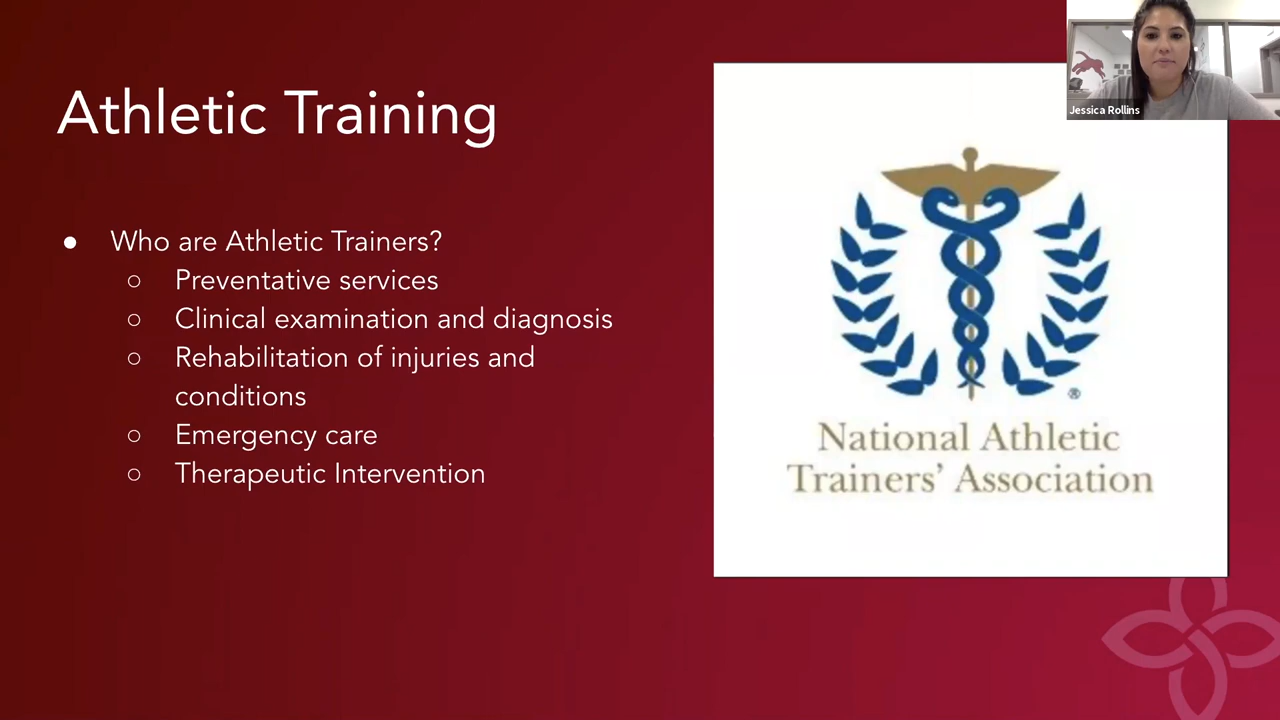 Jessica Rollins
Athletic Training
● Who are Athletic Trainers?
○ Preventative services
○ Clinical examination and diagnosis
○ Rehabilitation of injuries and
conditions
○ Emergency care
○ Therapeutic Intervention
®
National Athletic
Trainers’ Association